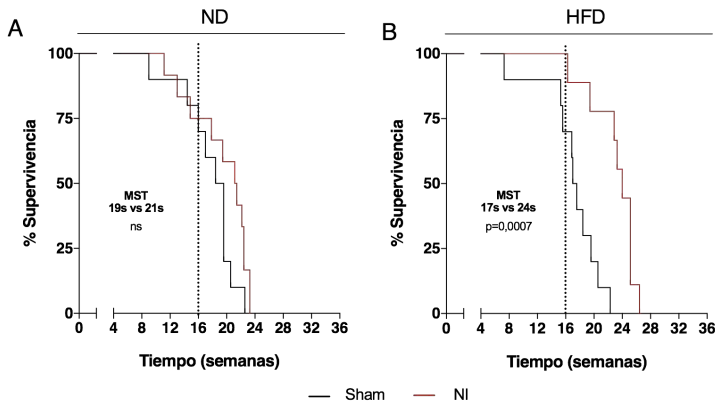 A
ND
% Supervivencia
100
75
50
25
0
MST
19s vs 21s
ns
0 4 8 12 16 20 24 28 32 36
Tiempo (semanas)
B
HFD
% Supervivencia
100
75
50
25
0
MST
17s vs 24s
p=0,0007
0 4 8 12 16 20 24 28 32 36
Tiempo (semanas)
Sham NI